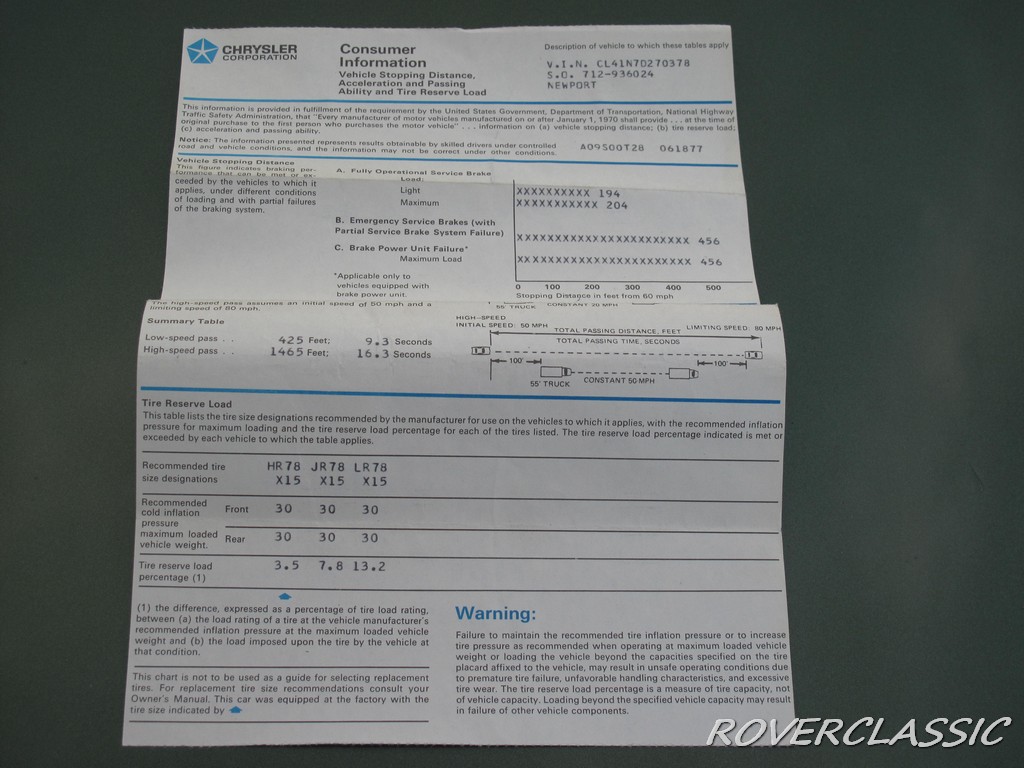 CHRYSLER
CORPORATION
Consumer
Information
Vehicle Stopping Distance,
Acceleration and Passing
Ability and Tire Reserve Load
Description of vehicle to which these tables apply
V.I.N. CL41N7D270378
S.O. 712-936024
NEWPORT
This information is provided in fulfillment of the requirement by the United States Government, Department of Transportation, National Highway
Traffic Safety Administration, that "Every manufacturer of motor vehicles manufactured on or after January 1, 1970 shall provide . . . at the time of
original purchase to the first person who purchases the motor vehicle" . . . information on (a) vehicle stopping distance; (b) tire reserve load;
(c) acceleration and passing ability.
Notice: The information presented represents results obtainable by skilled drivers under controlled
road and vehicle conditions, and the information may not be correct under other conditions.
A09500T28 061877
Vehicle Stopping Distance
This figure indicates braking per-
formance that can be met or ex-
ceeded by the vehicles to which it
applies, under different conditions
of loading and with partial failures
of the braking system.
A. Fully Operational Service Brake
Load:
Light XXXXXXXXXX 194
Maximum XXXXXXXXXXX 204
B. Emergency Service Brakes (with
Partial Service Brake System Failure) XXXXXXXXXXXXXXXXXXXXXXXX 456
C. Brake Power Unit Failure*
Maximum Load XXXXXXXXXXXXXXXXXXXXXXXX 456
*Applicable only to
vehicles equipped with
brake power unit.
0 100 200 300 400 500
Stopping Distance in feet from 60 mph
The high-speed pass assumes an initial speed of 50 mph and a
limiting speed of 80 mph.
55' TRUCK CONSTANT 20 MPH
Summary Table
Low-speed pass . . 425 Feet; 9.3 Seconds
High-speed pass . . 1465 Feet; 16.3 Seconds
HIGH-SPEED
INITIAL SPEED: 50 MPH
LIMITING SPEED: 80 MPH
TOTAL PASSING DISTANCE, FEET
TOTAL PASSING TIME, SECONDS
100' 100'
55' TRUCK CONSTANT 50 MPH
Tire Reserve Load
This table lists the tire size designations recommended by the manufacturer for use on the vehicles to which it applies, with the recommended inflation
pressure for maximum loading and the tire reserve load percentage for each of the tires listed. The tire reserve load percentage indicated is met or
exceeded by each vehicle to which the table applies.
Recommended tire HR78 JR78 LR78
size designations X15 X15 X15
Recommended
cold inflation
pressure
maximum loaded
vehicle weight.
Front 30 30 30
Rear 30 30 30
Tire reserve load
percentage (1)
3.5 7.8 13.2
(1) the difference, expressed as a percentage of tire load rating,
between (a) the load rating of a tire at the vehicle manufacturer's
recommended inflation pressure at the maximum loaded vehicle
weight and (b) the load imposed upon the tire by the vehicle at
that condition.
This chart is not to be used as a guide for selecting replacement
tires. For replacement tire size recommendations consult your
Owner's Manual. This car was equipped at the factory with the
tire size indicated by
Warning:
Failure to maintain the recommended tire inflation pressure or to increase
tire pressure as recommended when operating at maximum loaded vehicle
weight or loading the vehicle beyond the capacities specified on the tire
placard affixed to the vehicle, may result in unsafe operating conditions due
to premature tire failure, unfavorable handling characteristics, and excessive
tire wear. The tire reserve load percentage is a measure of tire capacity, not
of vehicle capacity. Loading beyond the specified vehicle capacity may result
in failure of other vehicle components.
ROVERCLASSIC